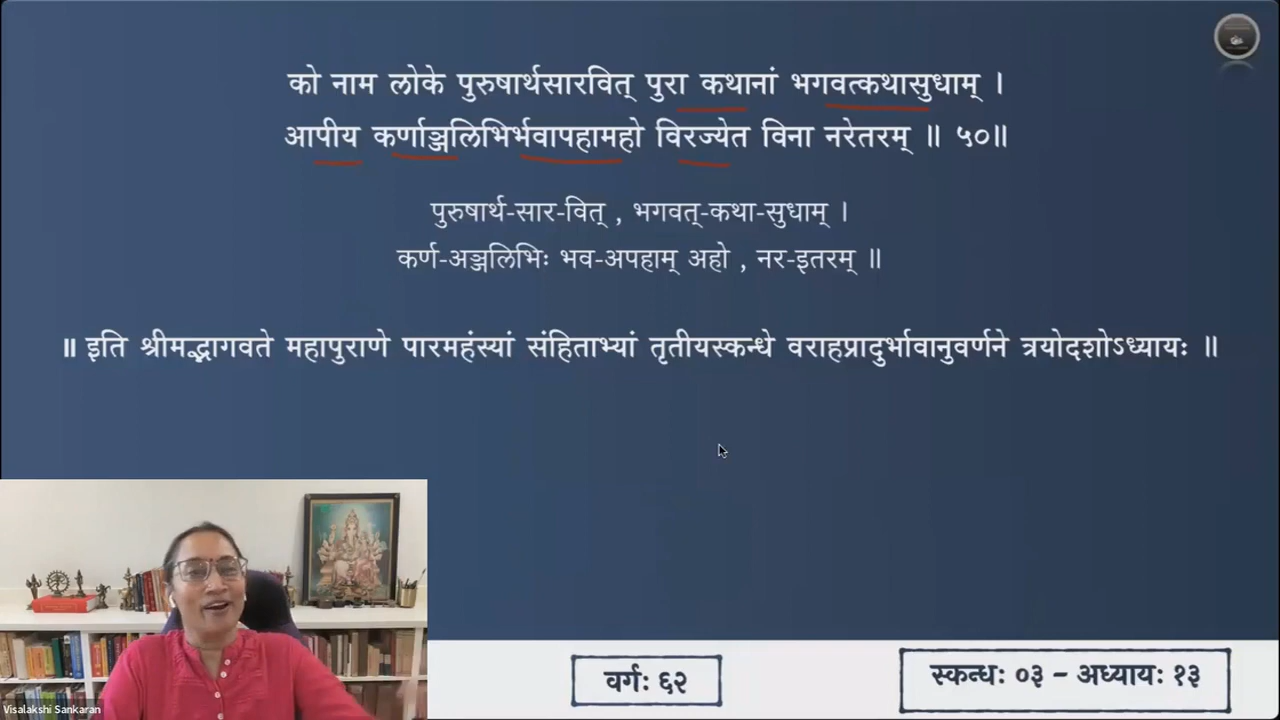 को नाम लोके पुरुषार्थसारवित् पुरा कथानां भगवत्कथासुधाम् ।
आपीय कर्णाञ्जलिभिर्भवापहामहो विरज्येत विना नरेतरम् ॥ ५०॥
पुरुषार्थ-सार-वित् , भगवत्-कथा-सुधाम् ।
कर्ण-अञ्जलिभिः भव-अपहाम् अहो , नर-इतरम् ॥
॥ इति श्रीमद्भागवते महापुराणे पारमहंस्यां संहिताभ्यां तृतीयस्कन्धे वराहप्रादुर्भावानुवर्णने त्रयोदशोऽध्यायः ॥
Visalakshi Sankaran
वर्गः ६२
स्कन्धः ०३ – अध्यायः १३